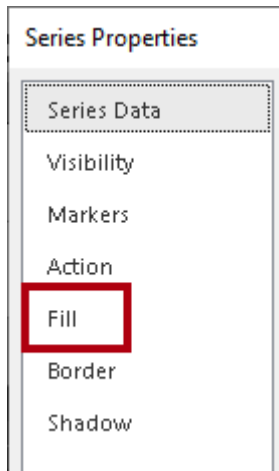 Series Properties
Series Data
Visibility
Markers
Action
Fill
Border
Shadow